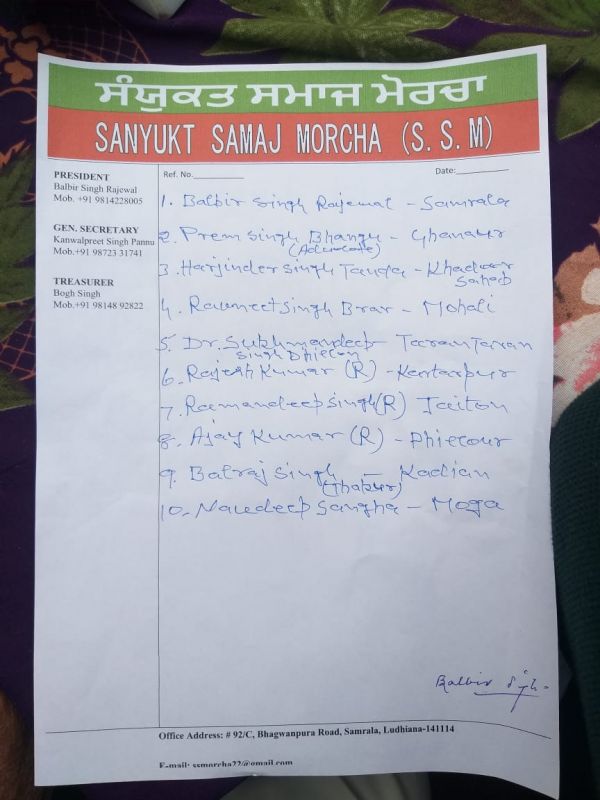 ਸੰਯੁਕਤ ਸਮਾਜ ਮੋਰਚਾ
SANYUKT SAMAJ MORCHA (S. S. M)
PRESIDENT
Balbir Singh Rajewal
Mob. +91 9814228005
GEN. SECRETARY
Kanwalpreet Singh Pannu
Mob.+91 98723 31741
TREASURER
Bogh Singh
Mob.+91 98148 92822
Ref. No.
Date:
1. Balbir Singh Rajewal - Samrala
2. Prem Singh Bhangu - Ghanaur
(Advocate)
3. Harjinder Singh Tanda - Khadoor
Saheb
4. Ravneet Singh Brar - Mohali
5. Dr. Sukhmandeep - TaranTaran
Singh Dhillon
6. Rajesh Kumar (R) - Kartarpur
7. Ramandeep Singh (R) Jaiton
8. Ajay Kumar (R) - Phillour
9. Balraj Singh - Kadian
(Thakur)
10. Navdeep Sangha - Moga
Balbir Singh
Office Address: # 92/C, Bhagwanpura Road, Samrala, Ludhiana-141114
E-mail: ssmorcha22@gmail.com